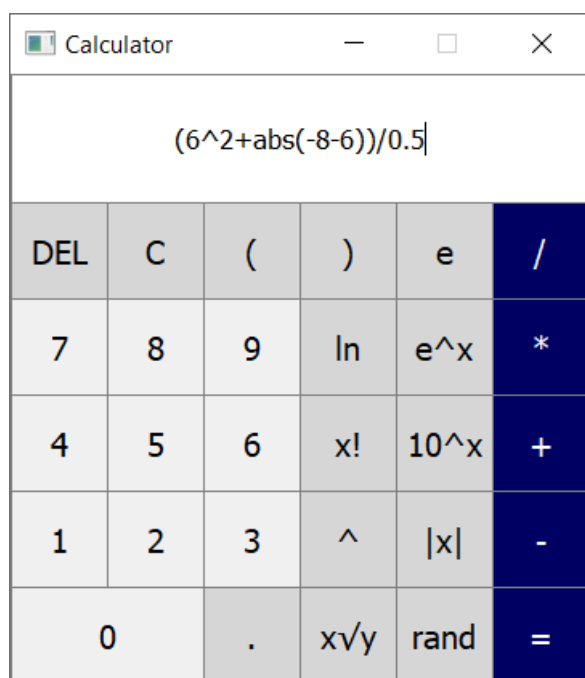 Calculator
(6^2+abs(-8-6))/0.5
DEL C ( ) e /
7 8 9 ln e^x *
4 5 6 x! 10^x +
1 2 3 ^ |x| -
0 . x√y rand =